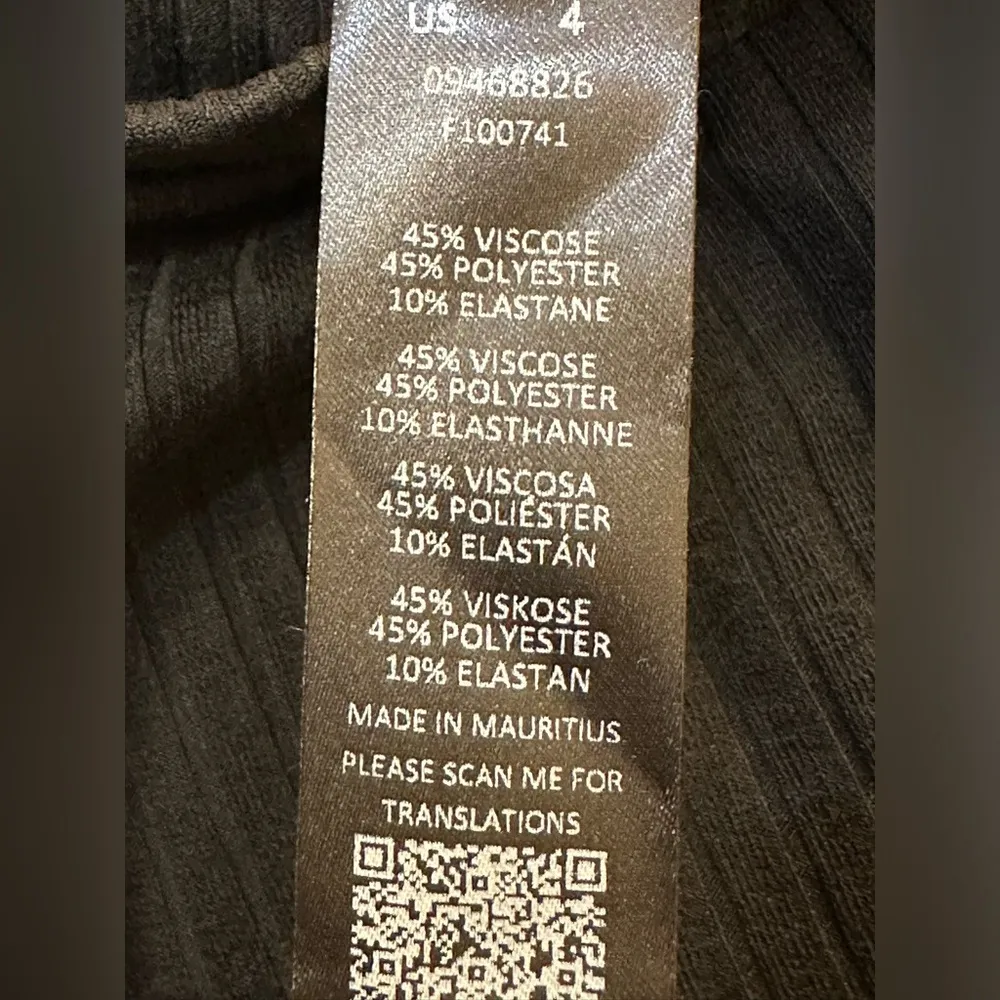 US 4
09468826
F100741
45% VISCOSE
45% POLYESTER
10% ELASTANE
45% VISCOSE
45% POLYESTER
10% ELASTHANNE
45% VISCOSA
45% POLIÉSTER
10% ELASTÁN
45% VISKOSE
45% POLYESTER
10% ELASTAN
MADE IN MAURITIUS
PLEASE SCAN ME FOR
TRANSLATIONS